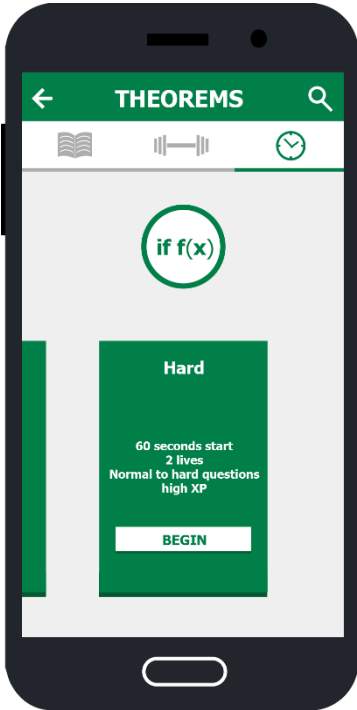 THEOREMS
if f(x)
Hard
60 seconds start
2 lives
Normal to hard questions
high XP
BEGIN